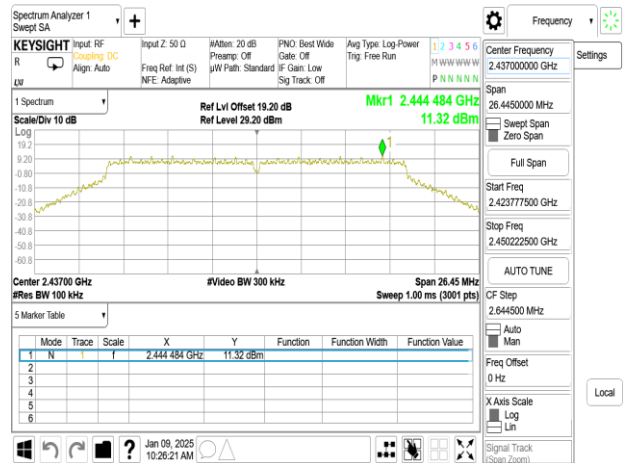 Spectrum Analyzer 1
Swept SA
Frequency
KEYSIGHT
R
Input: RF
Coupling: DC
Align: Auto
Input Z: 50 Ω
Freq Ref: Int (S)
NFE: Adaptive
#Atten: 20 dB
Preamp: Off
µW Path: Standard
PNO: Best Wide
Gate: Off
IF Gain: Low
Sig Track: Off
Avg Type: Log-Power
Trig: Free Run
1 2 3 4 5 6
M W W W W W
P N N N N N
Center Frequency
2.437000000 GHz
Settings
Span
26.4450000 MHz
Swept Span
Zero Span
Full Span
Start Freq
2.423777500 GHz
Stop Freq
2.450222500 GHz
AUTO TUNE
CF Step
2.644500 MHz
Auto
Man
Freq Offset
0 Hz
X Axis Scale
Log
Lin
Signal Track
(Span Zoom)
Local
1 Spectrum
Scale/Div 10 dB
Ref Lvl Offset 19.20 dB
Ref Level 29.20 dBm
Mkr1 2.444 484 GHz
11.32 dBm
Log
19.2
9.20
-0.80
-10.8
-20.8
-30.8
-40.8
-50.8
-60.8
1
Center 2.43700 GHz
#Res BW 100 kHz
#Video BW 300 kHz
Span 26.45 MHz
Sweep 1.00 ms (3001 pts)
5 Marker Table
Mode Trace Scale X Y Function Function Width Function Value
1 N 1 f 2.444 484 GHz 11.32 dBm
2
3
4
5
6
?
Jan 09, 2025
10:26:21 AM